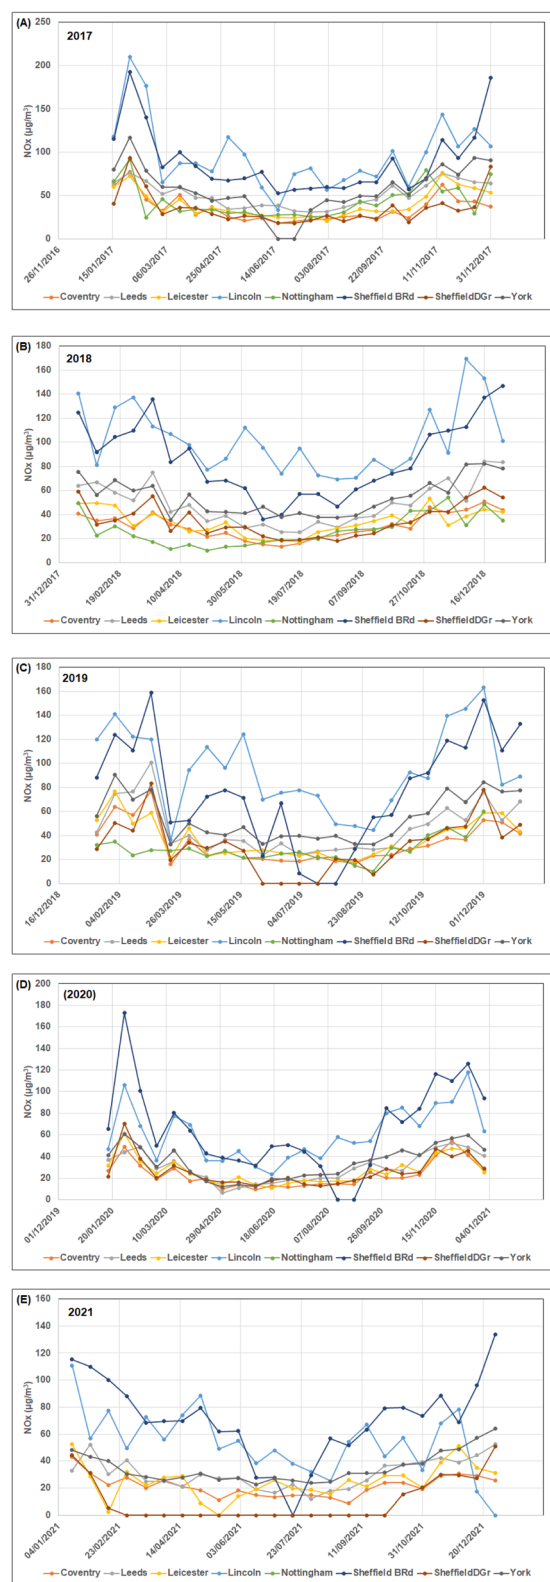 (A)
2017
NOx (µg/m³)
250
200
150
100
50
0
26/11/2016 15/01/2017 06/03/2017 25/04/2017 14/06/2017 03/08/2017 22/09/2017 11/11/2017 31/12/2017
Coventry Leeds Leicester Lincoln Nottingham Sheffield BRd SheffieldDGr York
(B)
2018
NOx (µg/m³)
180
160
140
120
100
80
60
40
20
0
31/12/2017 19/02/2018 10/04/2018 30/05/2018 19/07/2018 07/09/2018 27/10/2018 16/12/2018
Coventry Leeds Leicester Lincoln Nottingham Sheffield BRd SheffieldDGr York
(C)
2019
NOx (µg/m³)
180
160
140
120
100
80
60
40
20
0
16/12/2018 04/02/2019 26/03/2019 15/05/2019 04/07/2019 23/08/2019 12/10/2019 01/12/2019
Coventry Leeds Leicester Lincoln Nottingham Sheffield BRd SheffieldDGr York
(D)
(2020)
NOx (µg/m³)
200
180
160
140
120
100
80
60
40
20
0
01/12/2019 20/01/2020 10/03/2020 29/04/2020 18/06/2020 07/08/2020 26/09/2020 15/11/2020 04/01/2021
Coventry Leeds Leicester Lincoln Nottingham Sheffield BRd SheffieldDGr York
(E)
2021
NOx (µg/m³)
160
140
120
100
80
60
40
20
0
04/01/2021 23/02/2021 14/04/2021 03/06/2021 23/07/2021 11/09/2021 31/10/2021 20/12/2021
Coventry Leeds Leicester Lincoln Nottingham Sheffield BRd SheffieldDGr York